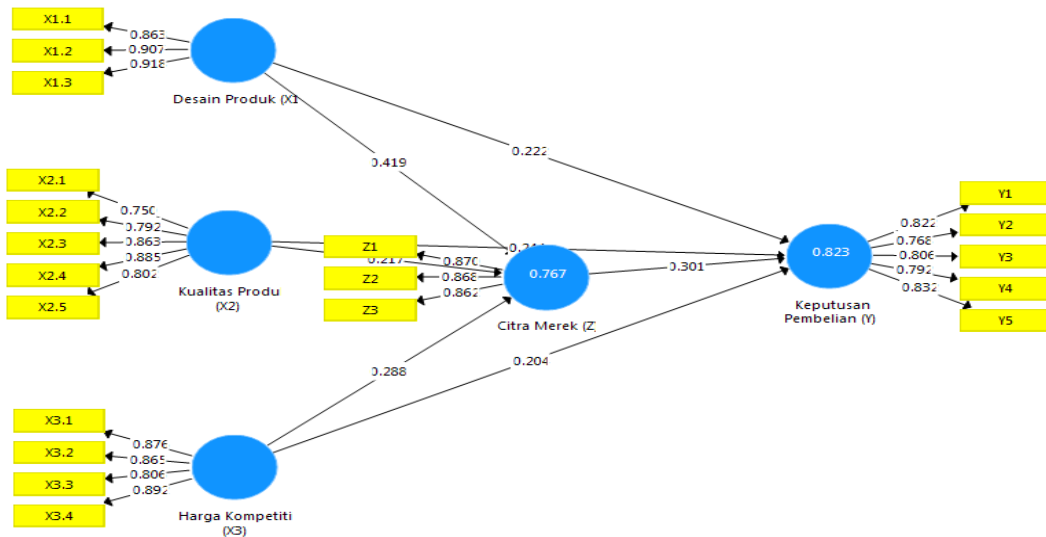 X1.1
X1.2
X1.3
0.863
0.907
0.918
Desain Produk (X1
0.419
0.222
X2.1
X2.2
X2.3
X2.4
X2.5
0.750
0.792
0.863
0.885
0.802
Kualitas Produ
(X2)
0.217
Z1
Z2
Z3
0.870
0.868
0.862
0.767
Citra Merek (Z
0.301
0.823
Keputusan
Pembelian (Y)
0.822
0.768
0.806
0.792
0.832
Y1
Y2
Y3
Y4
Y5
0.288
0.204
X3.1
X3.2
X3.3
X3.4
0.876
0.865
0.806
0.892
Harga Kompetiti
(X3)